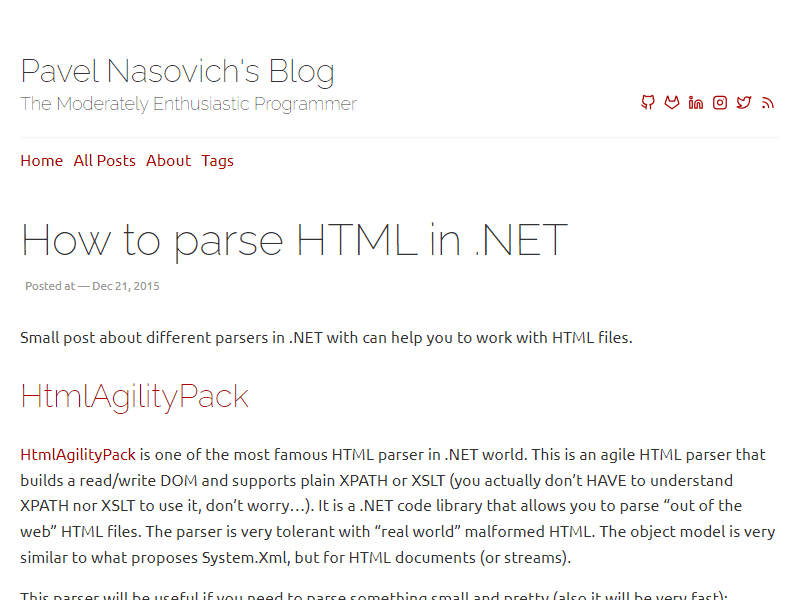 Pavel Nasovich's Blog
The Moderately Enthusiastic Programmer
Home All Posts About Tags
How to parse HTML in .NET
Posted at — Dec 21, 2015
Small post about different parsers in .NET with can help you to work with HTML files.
HtmlAgilityPack
HtmlAgilityPack is one of the most famous HTML parser in .NET world. This is an agile HTML parser that
builds a read/write DOM and supports plain XPATH or XSLT (you actually don’t HAVE to understand
XPATH nor XSLT to use it, don’t worry…). It is a .NET code library that allows you to parse “out of the
web” HTML files. The parser is very tolerant with “real world” malformed HTML. The object model is very
similar to what proposes System.Xml, but for HTML documents (or streams).
This parser will be useful if you need to parse something small and pretty (also it will be very fast):